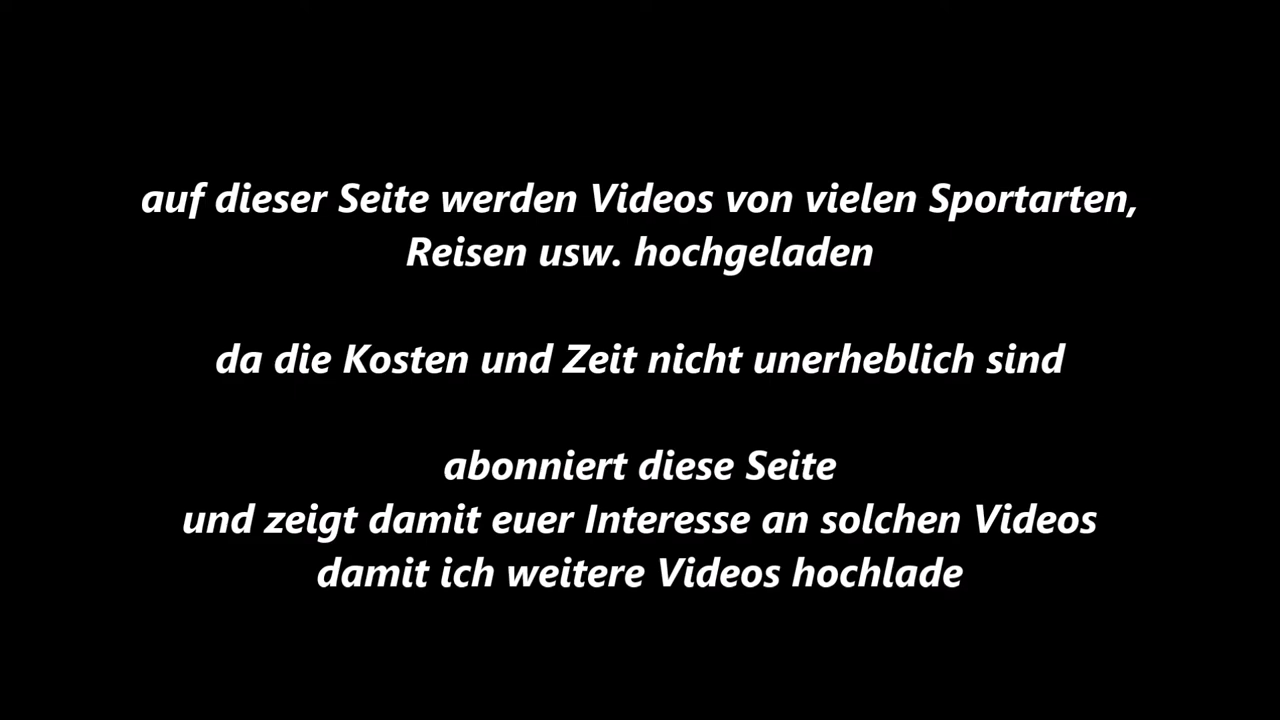 auf dieser Seite werden Videos von vielen Sportarten,
Reisen usw. hochgeladen
da die Kosten und Zeit nicht unerheblich sind
abonniert diese Seite
und zeigt damit euer Interesse an solchen Videos
damit ich weitere Videos hochlade